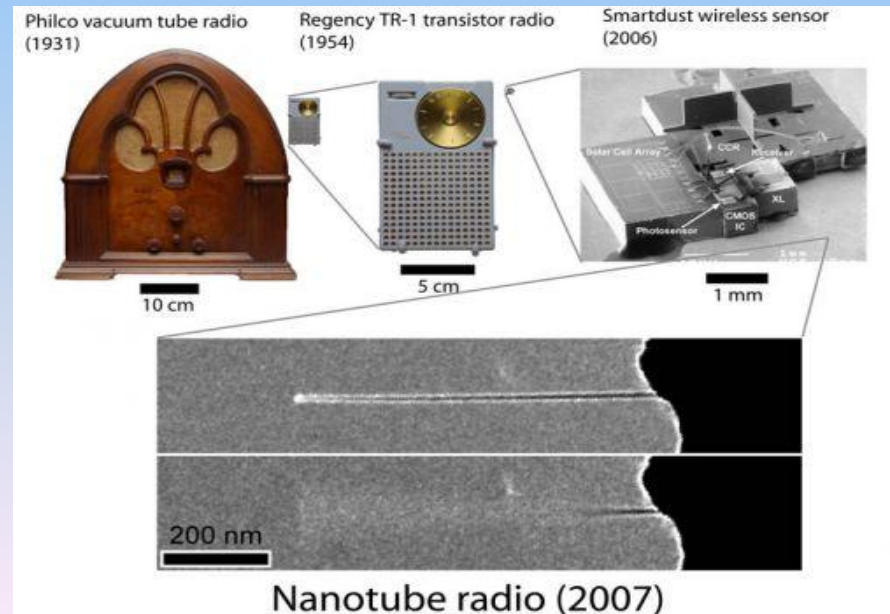 Philco vacuum tube radio
(1931)
Regency TR-1 transistor radio
(1954)
Smartdust wireless sensor
(2006)
Solar Cell Array
CCR
Receiver
XL
CMOS
IC
Photosensor
10 cm
5 cm
1 mm
200 nm
Nanotube radio (2007)